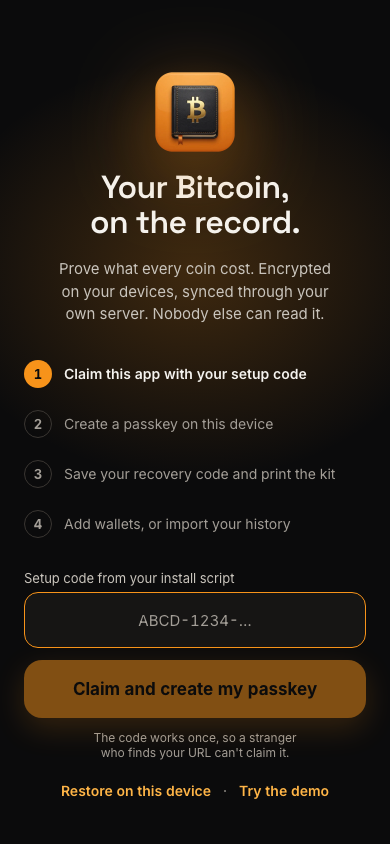 Your Bitcoin,
on the record.
Prove what every coin cost. Encrypted
on your devices, synced through your
own server. Nobody else can read it.
1 Claim this app with your setup code
2 Create a passkey on this device
3 Save your recovery code and print the kit
4 Add wallets, or import your history
Setup code from your install script
ABCD-1234-...
Claim and create my passkey
The code works once, so a stranger
who finds your URL can't claim it.
Restore on this device · Try the demo